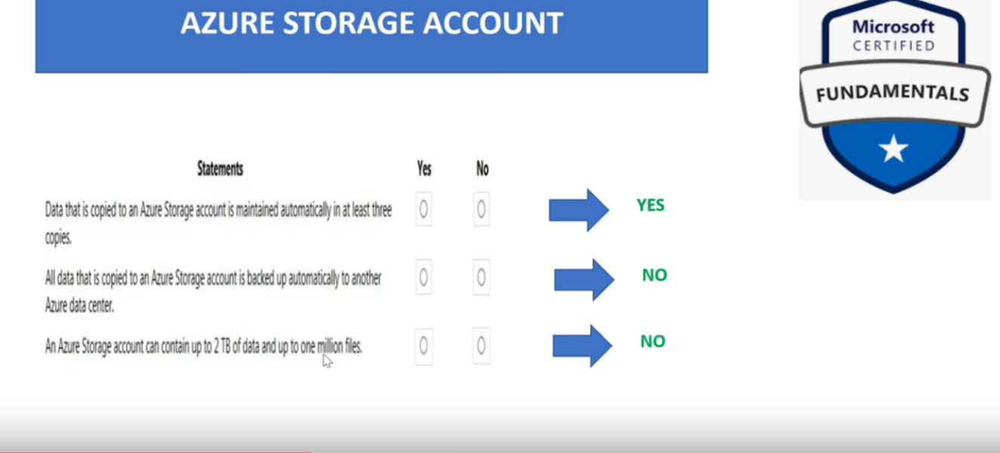 AZURE STORAGE ACCOUNT
Microsoft
CERTIFIED
FUNDAMENTALS
Statements Yes No
Data that is copied to an Azure Storage account is maintained automatically in at least three YES
copies.
All data that is copied to an Azure Storage account is backed up automatically to another NO
Azure data center.
An Azure Storage account can contain up to 2 TB of data and up to one million files. NO